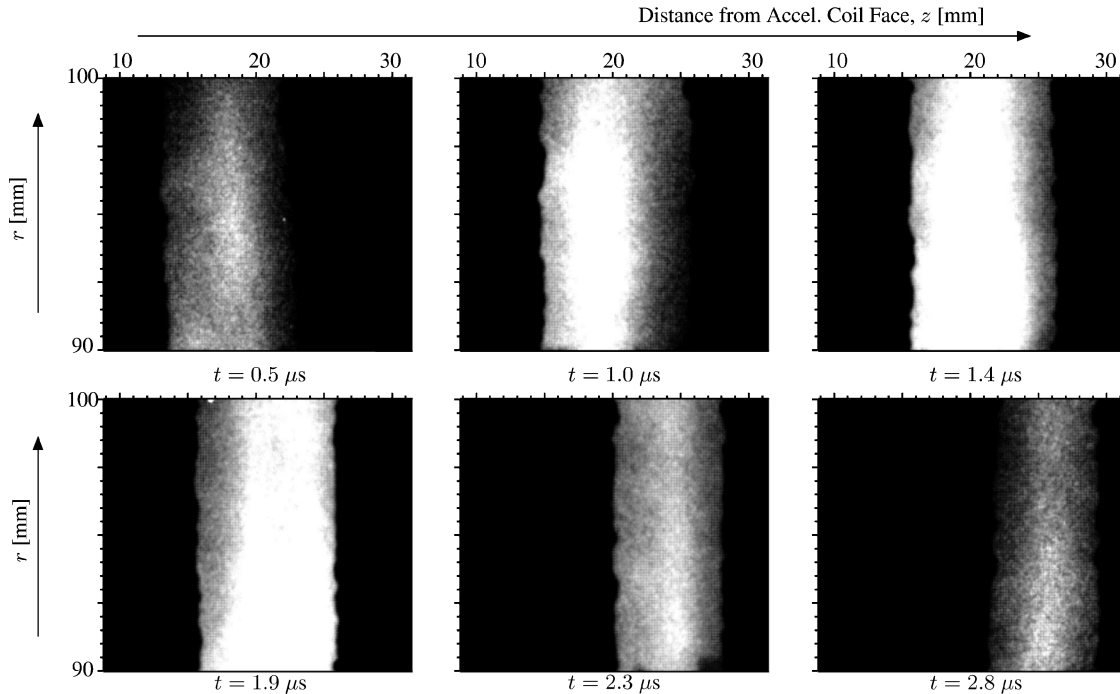 Distance from Accel. Coil Face, z [mm]
10 20 30 10 20 30 10 20 30
100
r [mm]
90
t = 0.5 μs t = 1.0 μs t = 1.4 μs
100
r [mm]
90
t = 1.9 μs t = 2.3 μs t = 2.8 μs